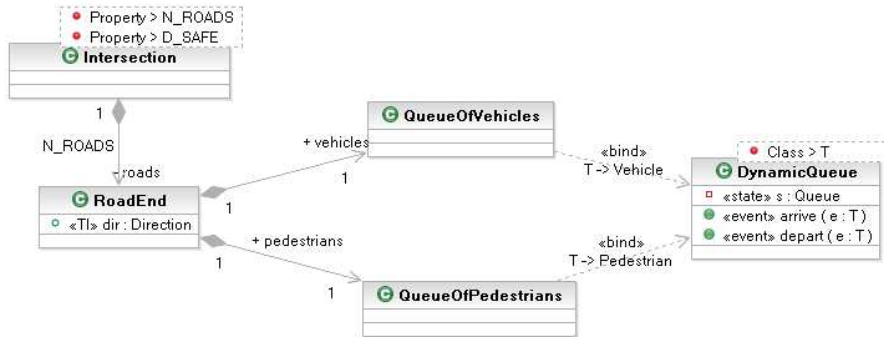 Property > N_ROADS
Property > D_SAFE
Intersection
1
N_ROADS
- roads
RoadEnd
«TI» dir : Direction
1
+ vehicles
1
QueueOfVehicles
«bind»
T -> Vehicle
1
+ pedestrians
1
QueueOfPedestrians
«bind»
T -> Pedestrian
Class > T
DynamicQueue
«state» s : Queue
«event» arrive ( e : T )
«event» depart ( e : T )